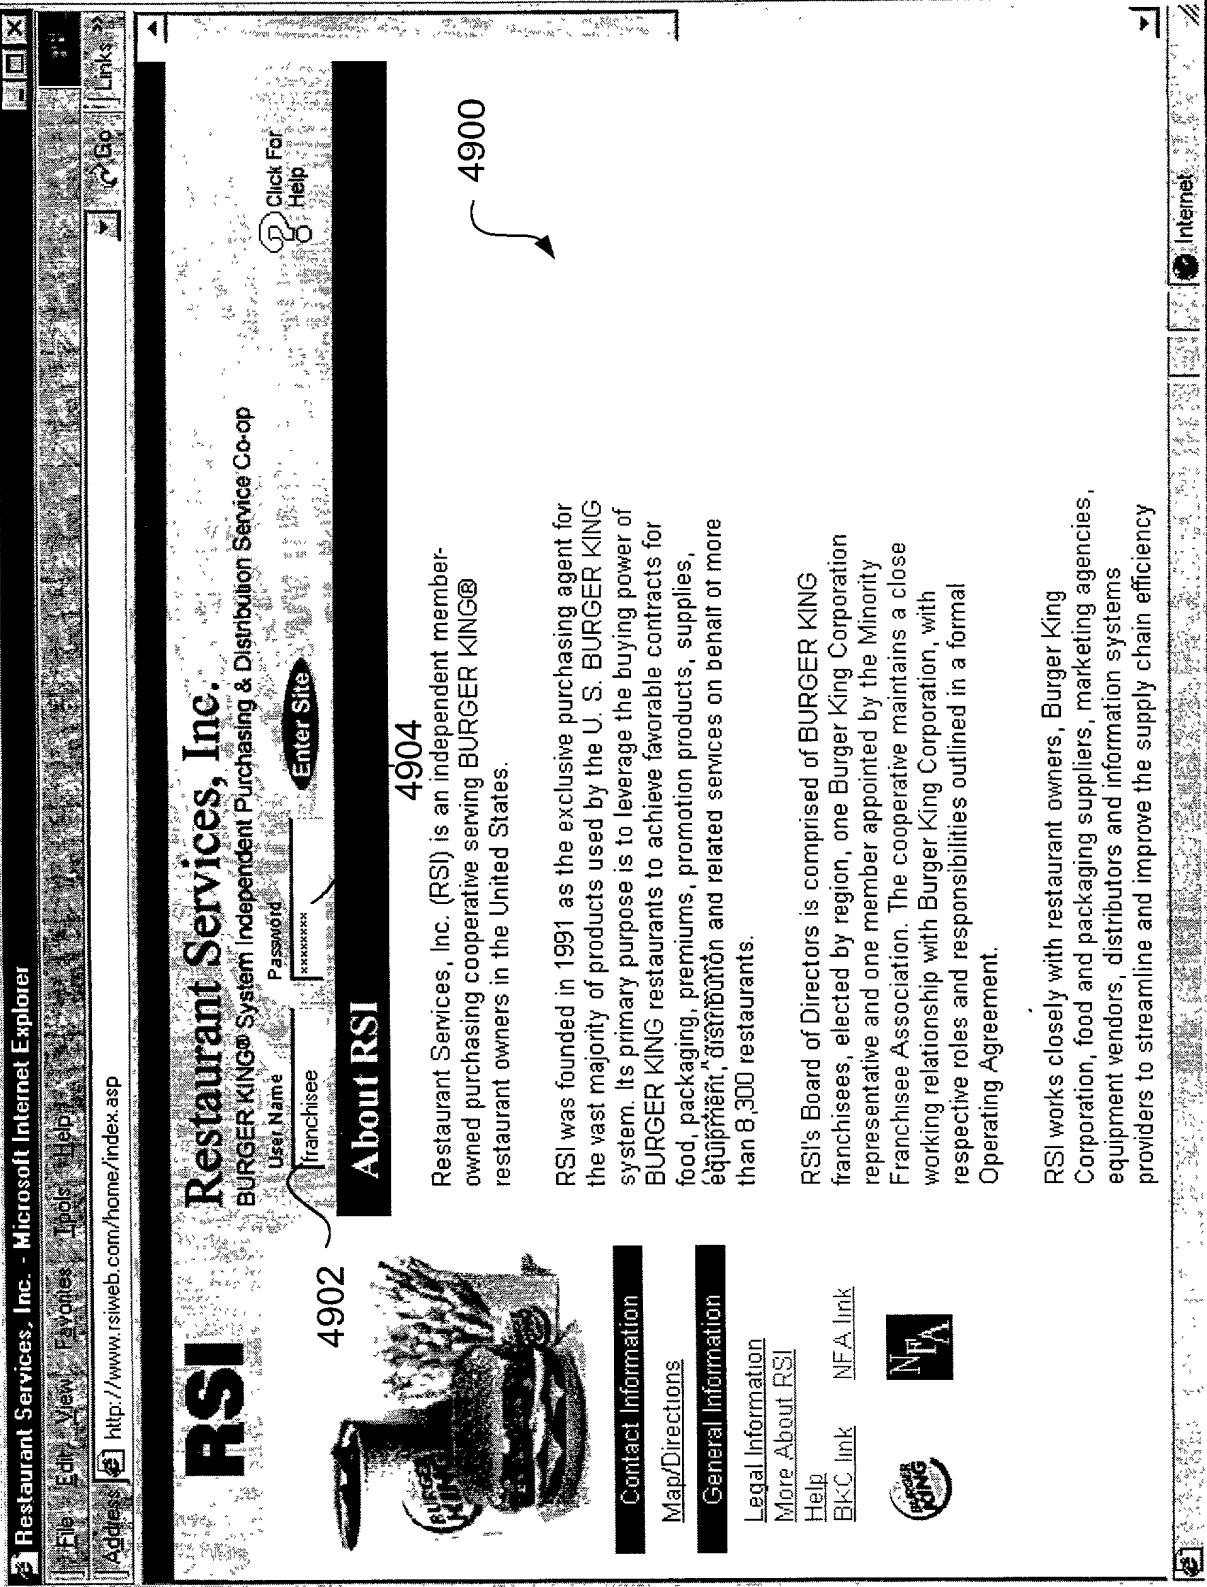 Restaurant Services, Inc. - Microsoft Internet Explorer
File Edit View Favorites Tools Help
Address http://www.rsiweb.com/home/index.asp Go Links »
RSI
Restaurant Services, Inc.
BURGER KING® System Independent Purchasing & Distribution Service Co-op
User Name Password
franchisee xxxxxxxx Enter Site
Click For
Help
About RSI
4902
4904
4900
BURGER
KING
Contact Information
Map/Directions
General Information
Legal Information
More About RSI
Help
BKC link NFA link
BURGER
KING
NFA
Restaurant Services, Inc. (RSI) is an independent member-
owned purchasing cooperative serving BURGER KING®
restaurant owners in the United States.
RSI was founded in 1991 as the exclusive purchasing agent for
the vast majority of products used by the U. S. BURGER KING
system. Its primary purpose is to leverage the buying power of
BURGER KING restaurants to achieve favorable contracts for
food, packaging, premiums, promotion products, supplies,
equipment, distribution and related services on behalf of more
than 8,300 restaurants.
RSI's Board of Directors is comprised of BURGER KING
franchisees, elected by region, one Burger King Corporation
representative and one member appointed by the Minority
Franchisee Association. The cooperative maintains a close
working relationship with Burger King Corporation, with
respective roles and responsibilities outlined in a formal
Operating Agreement.
RSI works closely with restaurant owners, Burger King
Corporation, food and packaging suppliers, marketing agencies,
equipment vendors, distributors and information systems
providers to streamline and improve the supply chain efficiency
Internet